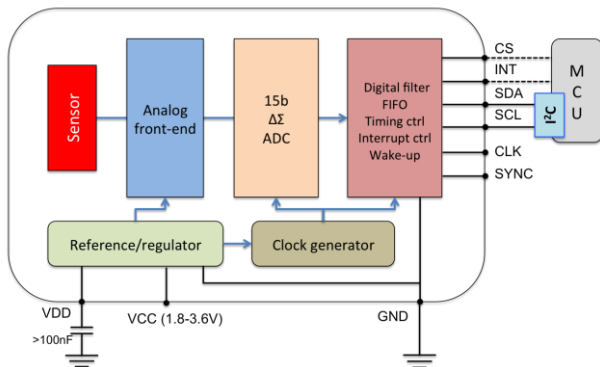 Sensor
Analog
front-end
15b
ΔΣ
ADC
Digital filter
FIFO
Timing ctrl
Interrupt ctrl
Wake-up
CS
INT
SDA
SCL
CLK
SYNC
I²C
M
C
U
Reference/regulator
Clock generator
VDD
VCC (1.8-3.6V)
GND
>100nF